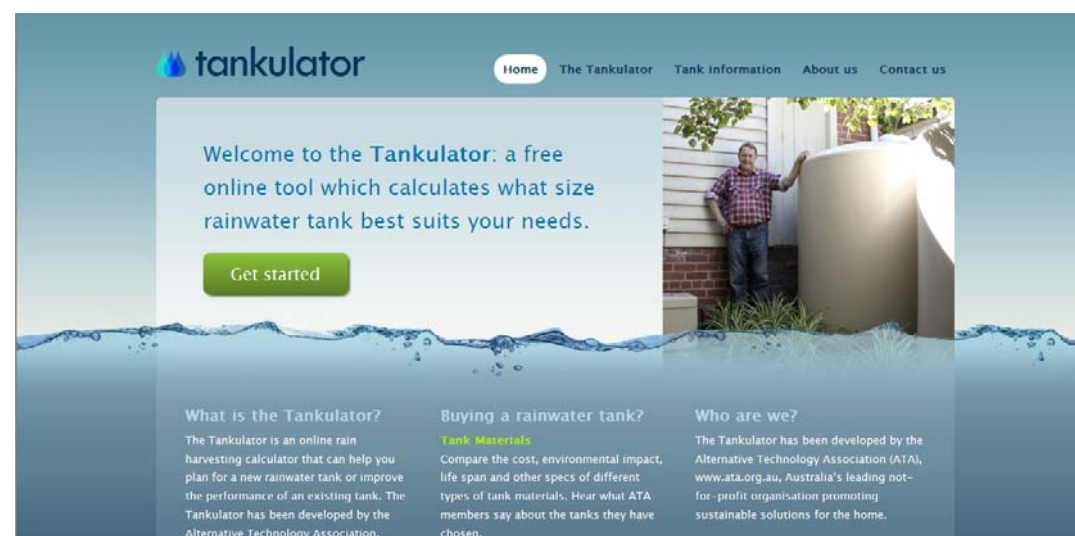 tankulator
Home The Tankulator Tank information About us Contact us
Welcome to the Tankulator: a free
online tool which calculates what size
rainwater tank best suits your needs.
Get started
What is the Tankulator?
The Tankulator is an online rain
harvesting calculator that can help you
plan for a new rainwater tank or improve
the performance of an existing tank. The
Tankulator has been developed by the
Alternative Technology Association.
Buying a rainwater tank?
Tank Materials
Compare the cost, environmental impact,
life span and other specs of different
types of tank materials. Hear what ATA
members say about the tanks they have
chosen.
Who are we?
The Tankulator has been developed by the
Alternative Technology Association (ATA),
www.ata.org.au, Australia's leading not-
for-profit organisation promoting
sustainable solutions for the home.